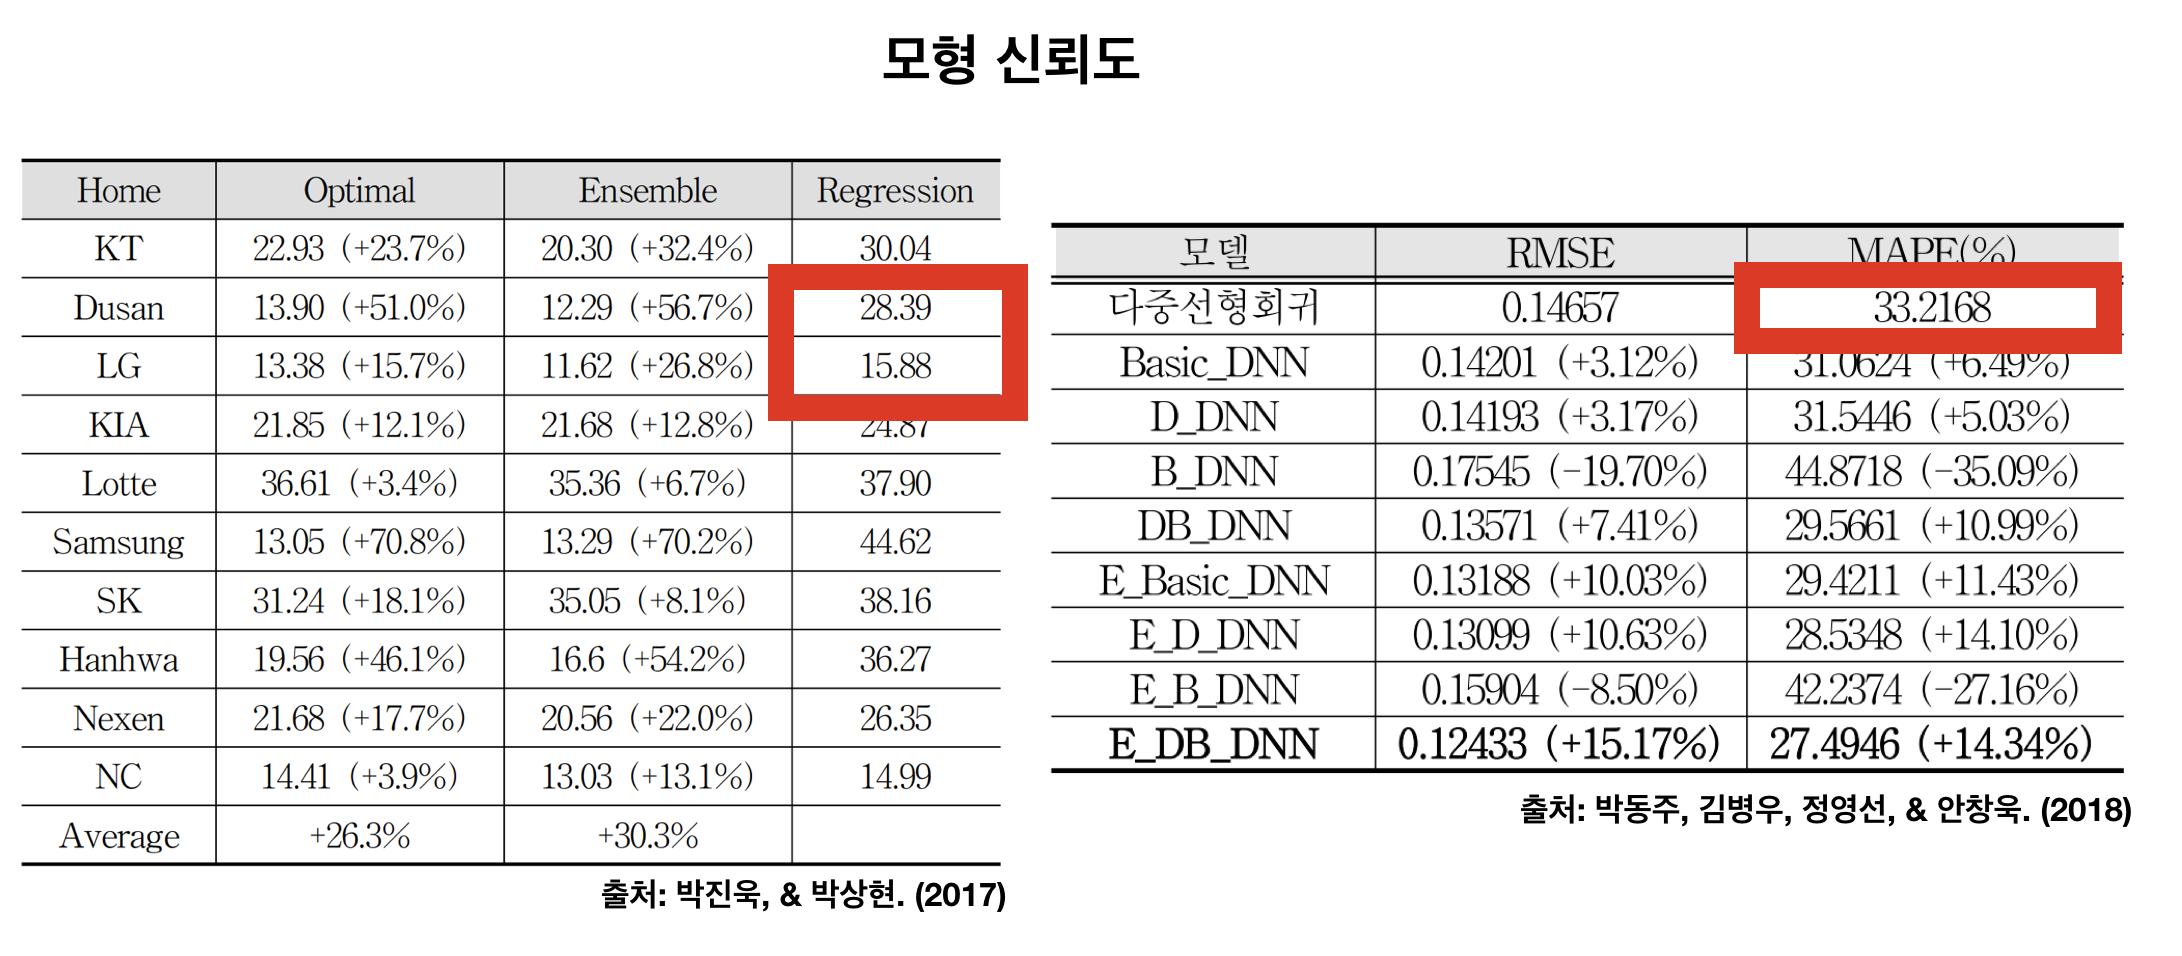 모형 신뢰도
Home Optimal Ensemble Regression
KT 22.93 (+23.7%) 20.30 (+32.4%) 30.04
Dusan 13.90 (+51.0%) 12.29 (+56.7%) 28.39
LG 13.38 (+15.7%) 11.62 (+26.8%) 15.88
KIA 21.85 (+12.1%) 21.68 (+12.8%) 24.87
Lotte 36.61 (+3.4%) 35.36 (+6.7%) 37.90
Samsung 13.05 (+70.8%) 13.29 (+70.2%) 44.62
SK 31.24 (+18.1%) 35.05 (+8.1%) 38.16
Hanhwa 19.56 (+46.1%) 16.6 (+54.2%) 36.27
Nexen 21.68 (+17.7%) 20.56 (+22.0%) 26.35
NC 14.41 (+3.9%) 13.03 (+13.1%) 14.99
Average +26.3% +30.3%
출처: 박진욱, & 박상현. (2017)
모델 RMSE MAPE(%)
다중선형회귀 0.14657 33.2168
Basic_DNN 0.14201 (+3.12%) 31.0624 (+6.49%)
D_DNN 0.14193 (+3.17%) 31.5446 (+5.03%)
B_DNN 0.17545 (-19.70%) 44.8718 (-35.09%)
DB_DNN 0.13571 (+7.41%) 29.5661 (+10.99%)
E_Basic_DNN 0.13188 (+10.03%) 29.4211 (+11.43%)
E_D_DNN 0.13099 (+10.63%) 28.5348 (+14.10%)
E_B_DNN 0.15904 (-8.50%) 42.2374 (-27.16%)
E_DB_DNN 0.12433 (+15.17%) 27.4946 (+14.34%)
출처: 박동주, 김병우, 정영선, & 안창욱. (2018)